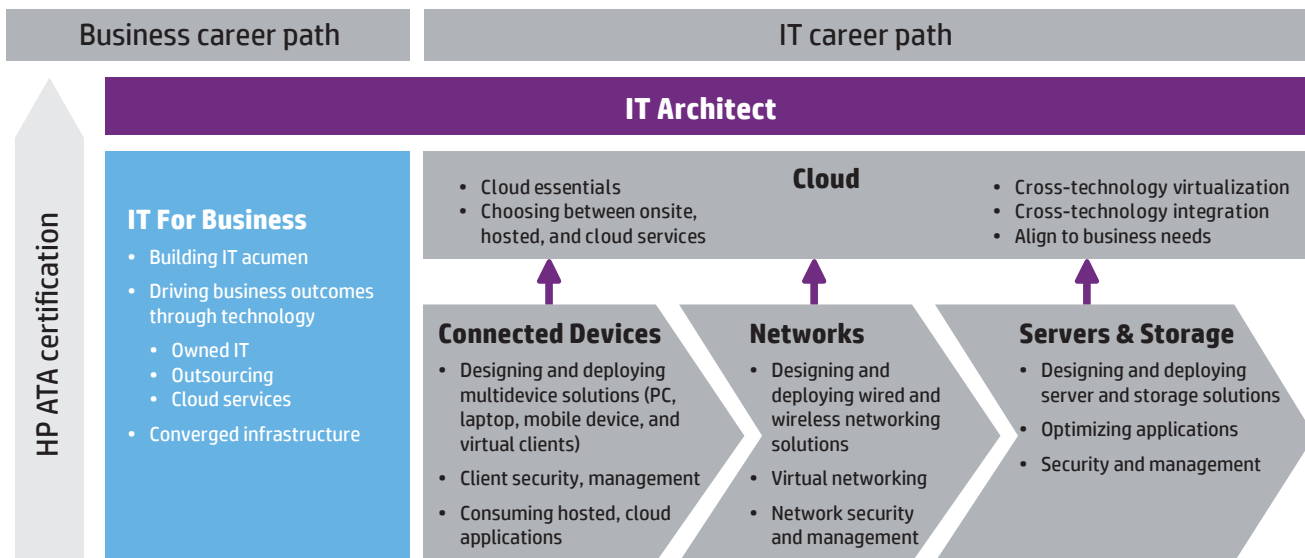 Business career path
IT career path
HP ATA certification
IT Architect
IT For Business
• Building IT acumen
• Driving business outcomes
through technology
• Owned IT
• Outsourcing
• Cloud services
• Converged infrastructure
Cloud
• Cloud essentials
• Choosing between onsite,
hosted, and cloud services
• Cross-technology virtualization
• Cross-technology integration
• Align to business needs
Connected Devices
• Designing and deploying
multidevice solutions (PC,
laptop, mobile device, and
virtual clients)
• Client security, management
• Consuming hosted, cloud
applications
Networks
• Designing and
deploying wired and
wireless networking
solutions
• Virtual networking
• Network security
and management
Servers & Storage
• Designing and deploying
server and storage solutions
• Optimizing applications
• Security and management